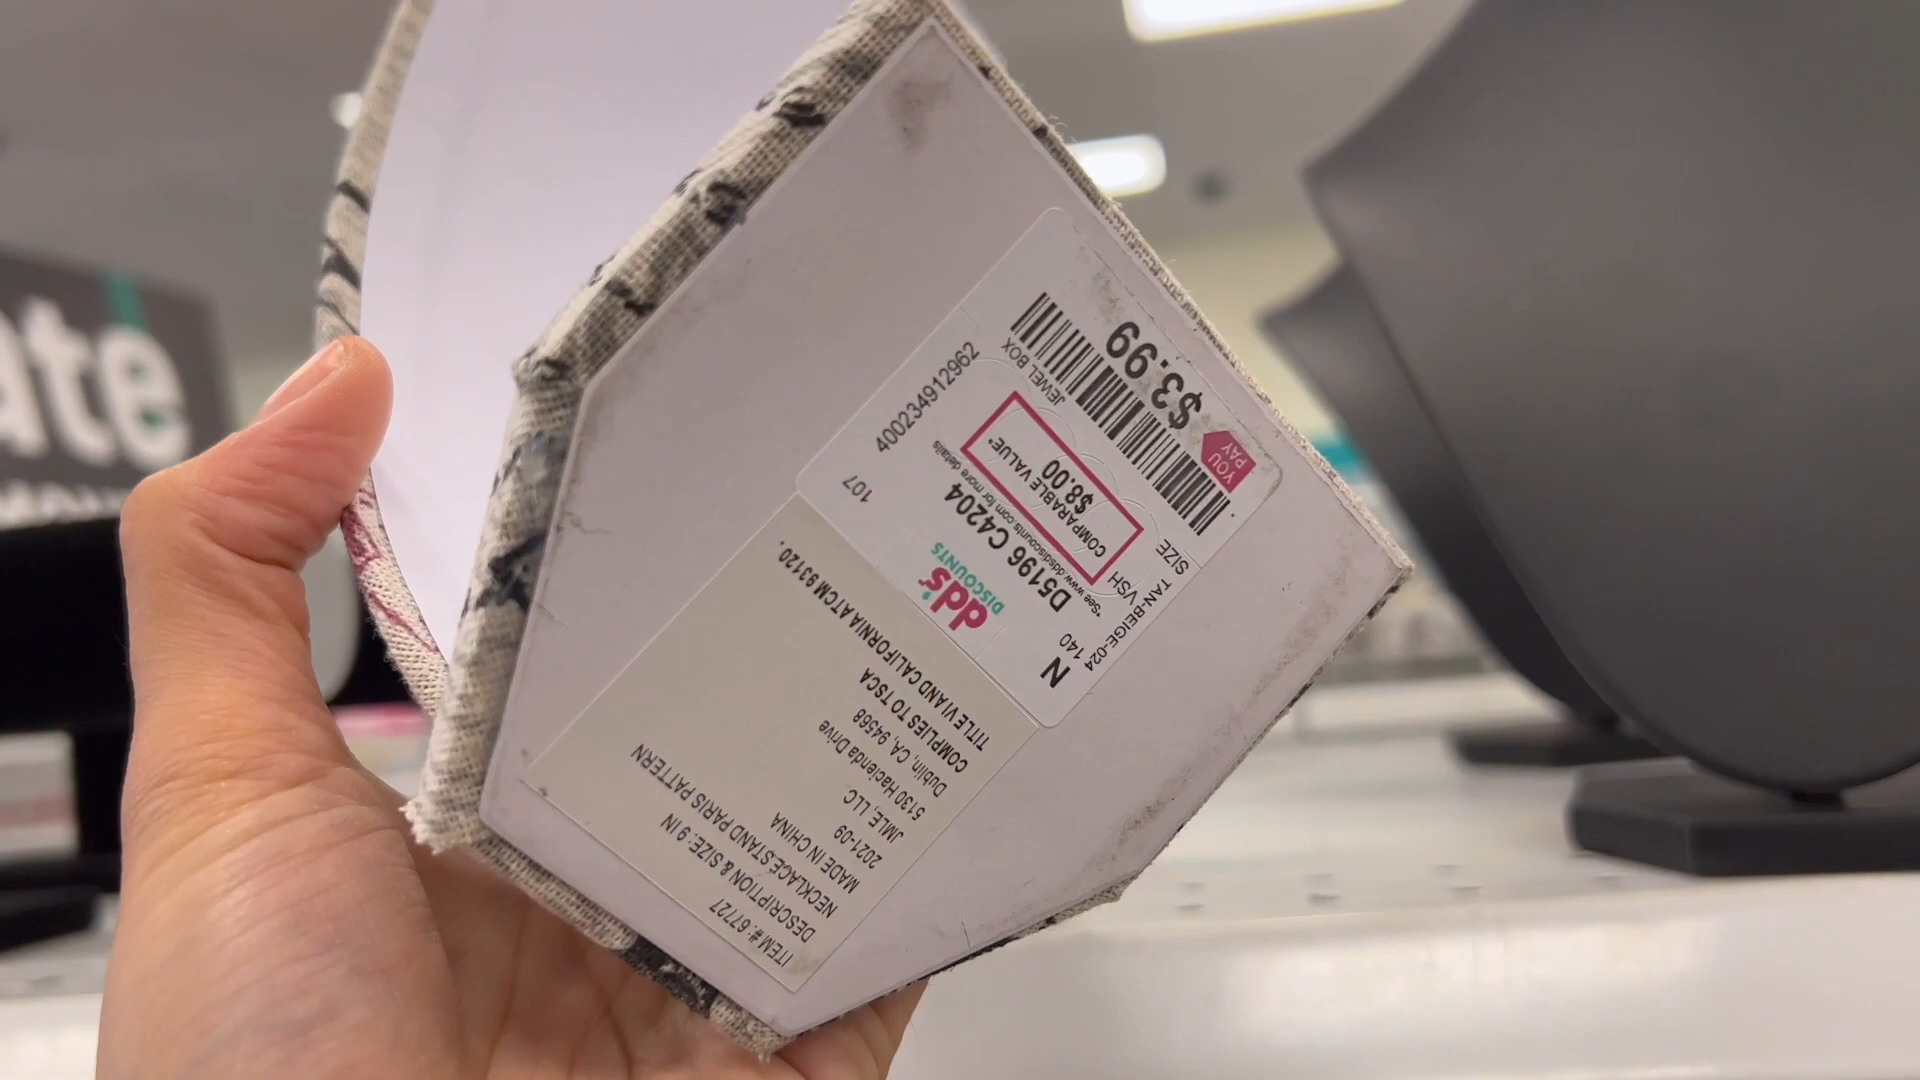 ate
N
140
TAN-BEIGE-024
SIZE
VSH
JEWEL BOX
YOU
PAY
$3.99
COMPARABLE VALUE*
$8.00
*See www.ddsdiscounts.com for more details
D5196 C4204
400234912962
107
dd's
DISCOUNTS
ITEM#: 67727
DESCRIPTION & SIZE: 9 IN
NECKLACE STAND PARIS PATTERN
MADE IN CHINA
2021-09
JMLE, LLC
5130 Hacienda Drive
Dublin, CA, 94568
COMPLIES TO TSCA
TITLE VI AND CALIFORNIA ATCM 93120.